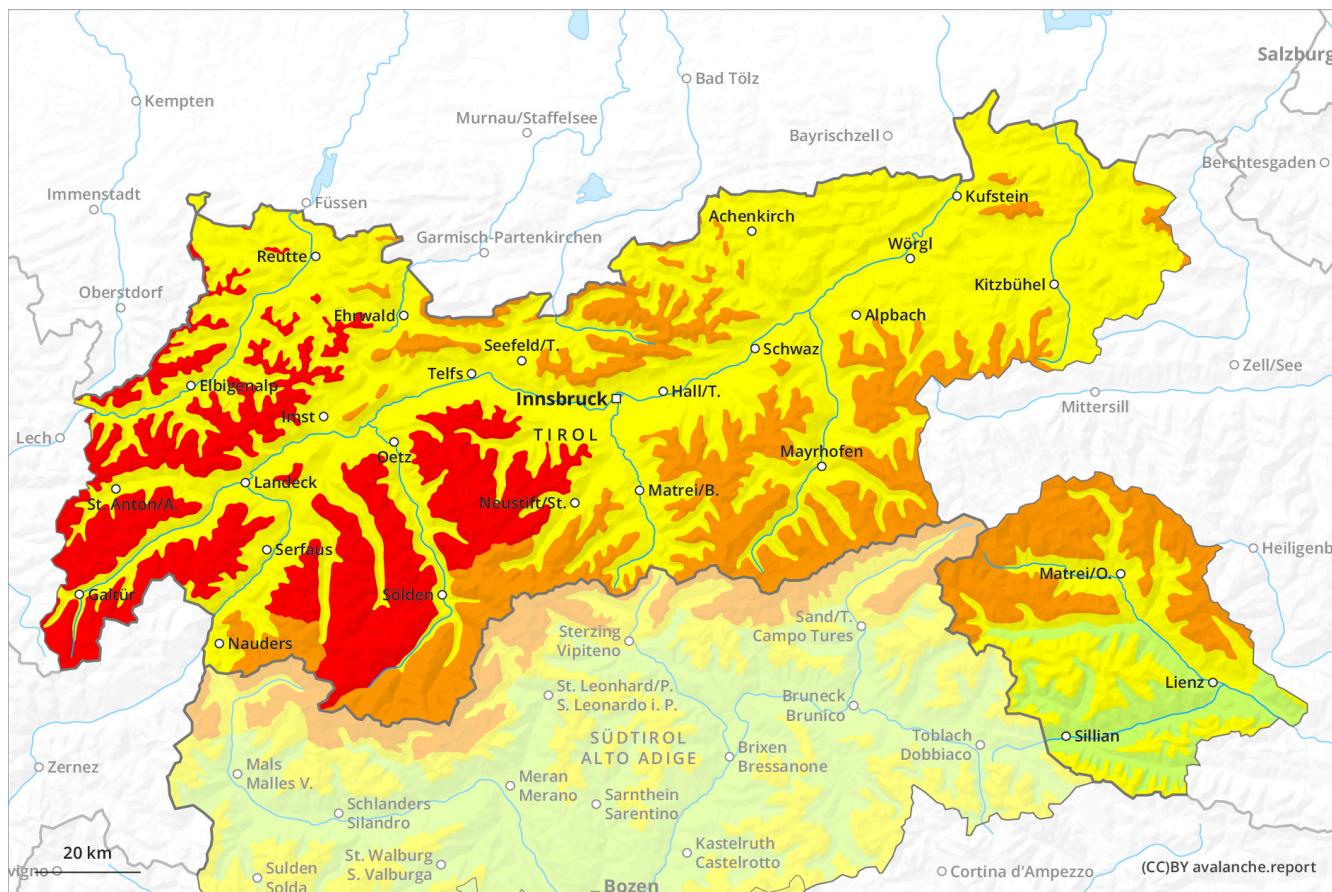 Salzburg
Bad Tölz
Kempten
Murnau/Staffelsee
Bayrischzell
Berchtesgaden
Immenstadt
Füssen
Kufstein
Achenkirch
Garmisch-Partenkirchen
Wörgl
Reutte
Kitzbühel
Oberstdorf
Ehrwald
Alpbach
Seefeld/T.
Schwaz
Zell/See
Telfs
Elbigenalp
Hall/T.
Innsbruck
Mittersill
Imst
Lech
TIROL
Oetz
Mayrhofen
Landeck
Matrei/B.
St. Anton/A.
Neustift/St.
Serfaus
Heiligenb
Matrei/O.
Galtür
Sölden
Sand/T.
Campo Tures
Sterzing
Vipiteno
Nauders
Lienz
St. Leonhard/P.
S. Leonardo i. P.
Bruneck
Brunico
Sillian
SÜDTIROL
ALTO ADIGE
Toblach
Dobbiaco
Brixen
Bressanone
Zernez
Mals
Malles V.
Meran
Merano
Sarnthein
Sarentino
Schlanders
Silandro
Kastelruth
Castelrotto
20 km
St. Walburg
S. Valburga
vigno
Sulden
Solda
Bozen
Cortina d'Ampezzo
(CC)BY avalanche.report